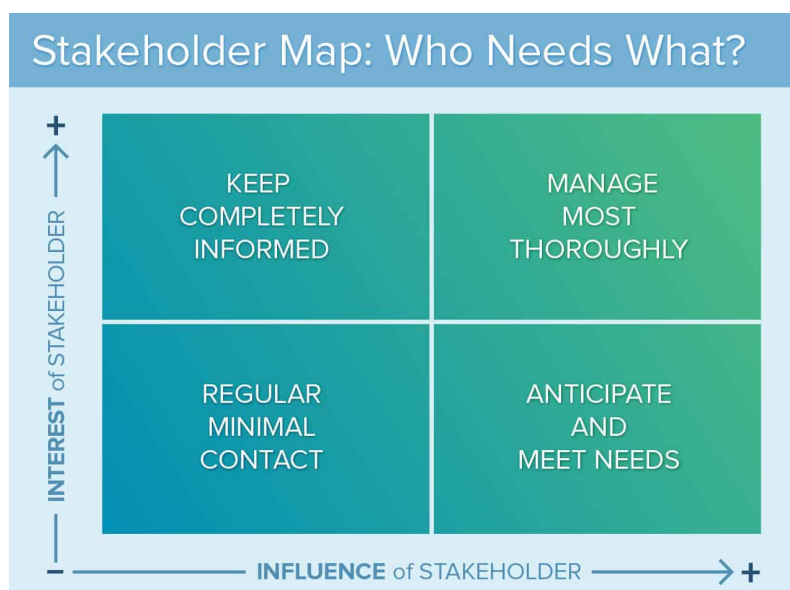 Stakeholder Map: Who Needs What?
+
INTEREST of STAKEHOLDER
KEEP
COMPLETELY
INFORMED
MANAGE
MOST
THOROUGHLY
REGULAR
MINIMAL
CONTACT
ANTICIPATE
AND
MEET NEEDS
–
INFLUENCE of STAKEHOLDER
+